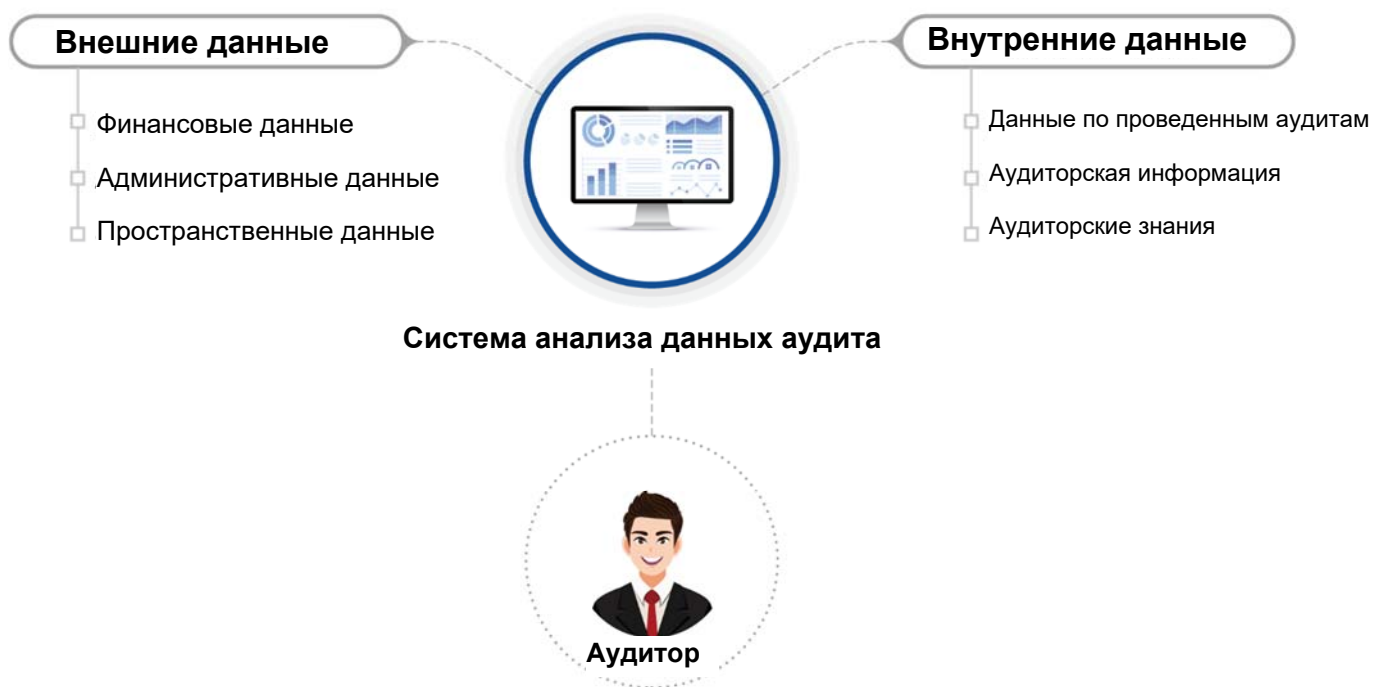 Внешние данные
Финансовые данные
Административные данные
Пространственные данные
Внутренние данные
Данные по проведенным аудитам
Аудиторская информация
Аудиторские знания
Система анализа данных аудита
Аудитор